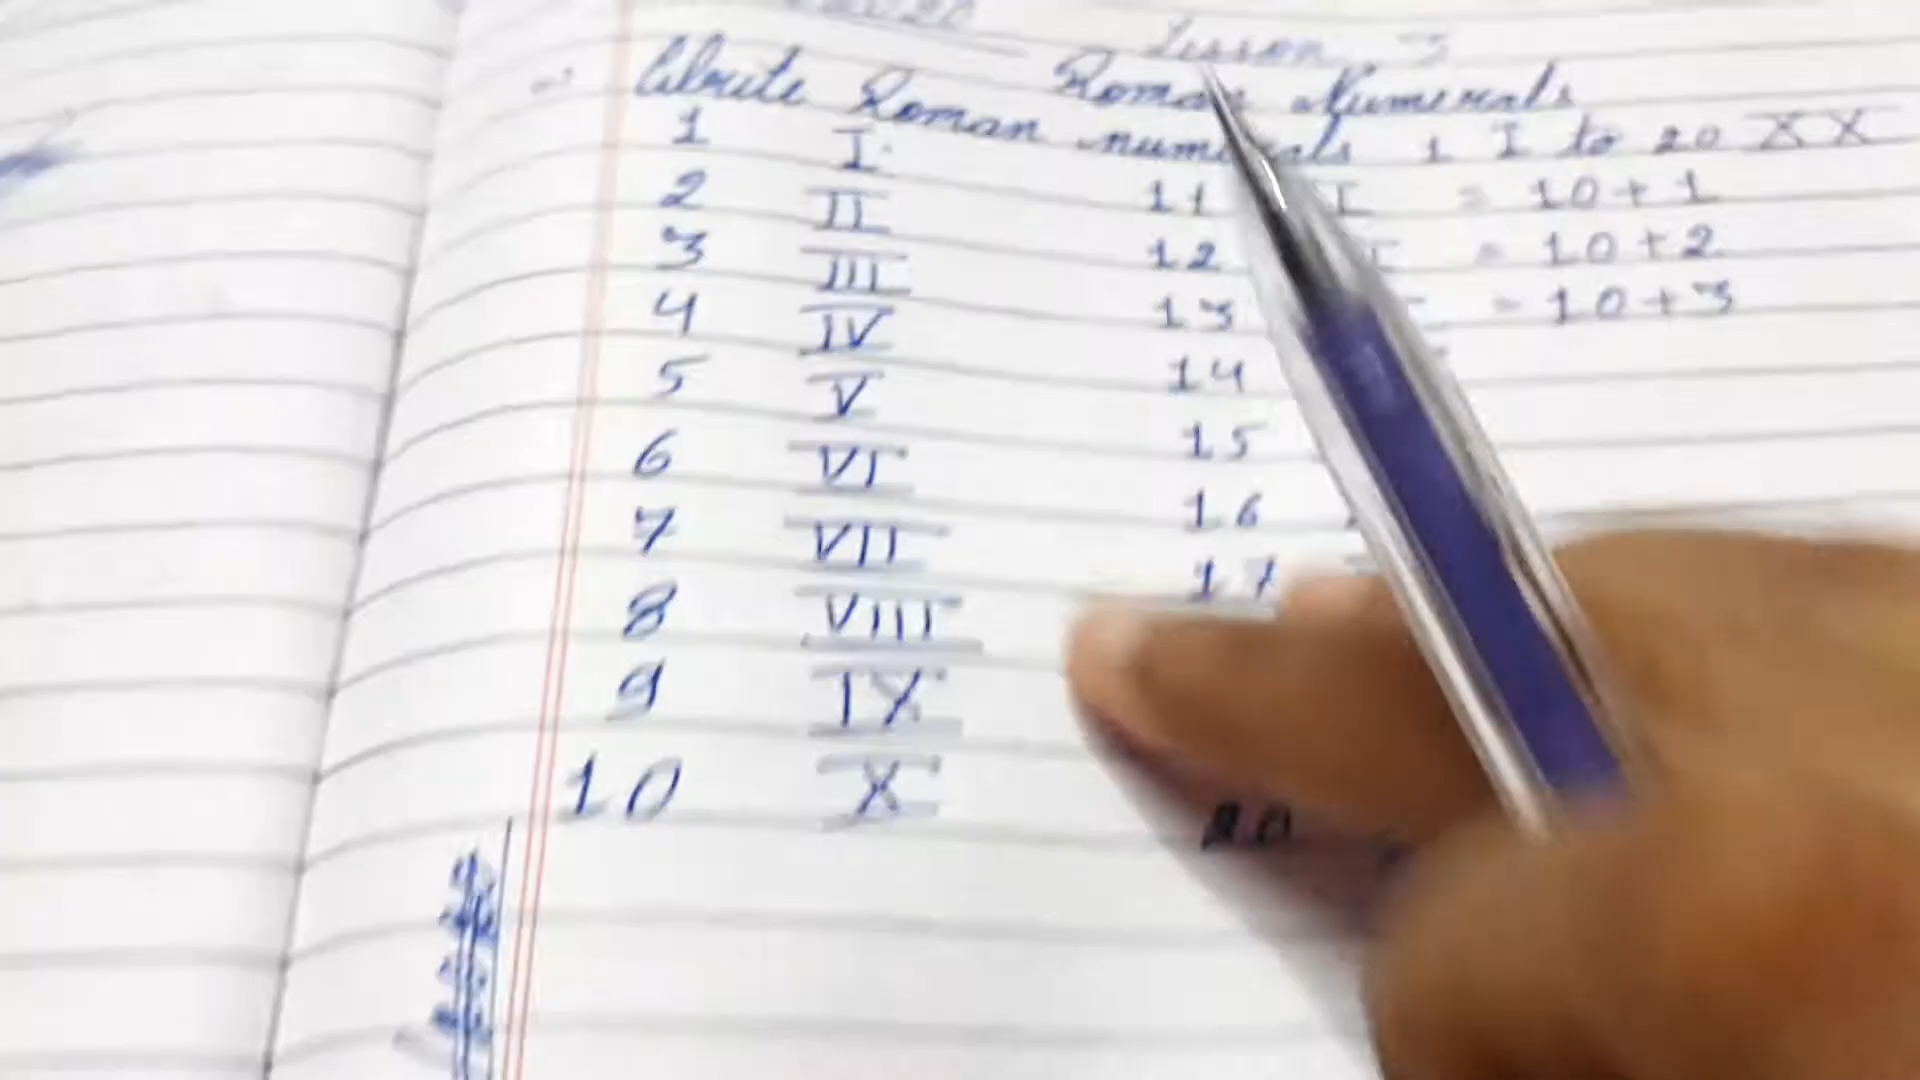 Lesson 3
Roman Numerals
Write Roman numerals 1 I to 20 XX
1 I
2 II
3 III
4 IV
5 V
6 VI
7 VII
8 VIII
9 IX
10 X
11 = 10+1
12 = 10+2
13 = 10+3
14
15
16
17
20